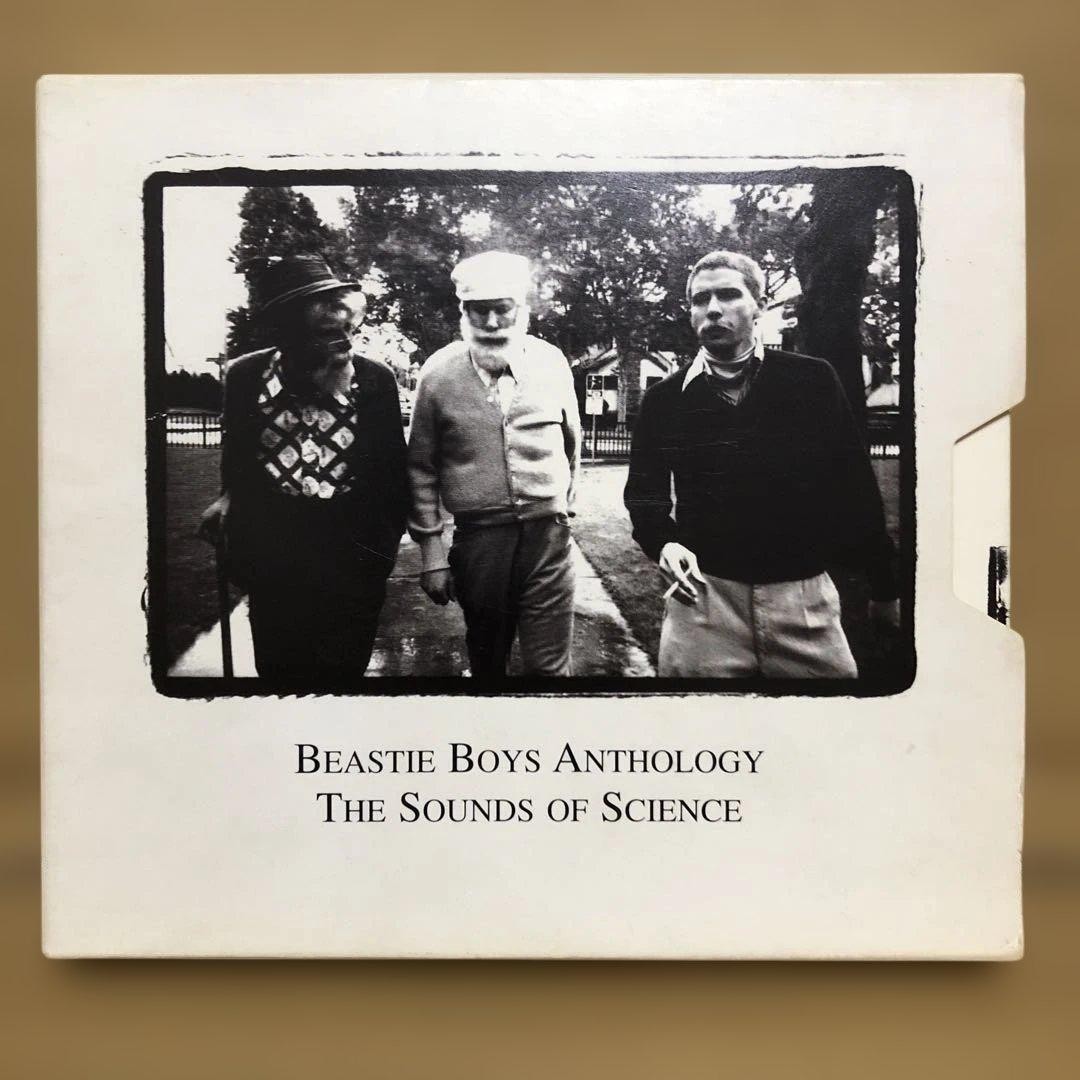 BEASTIE BOYS ANTHOLOGY
THE SOUNDS OF SCIENCE